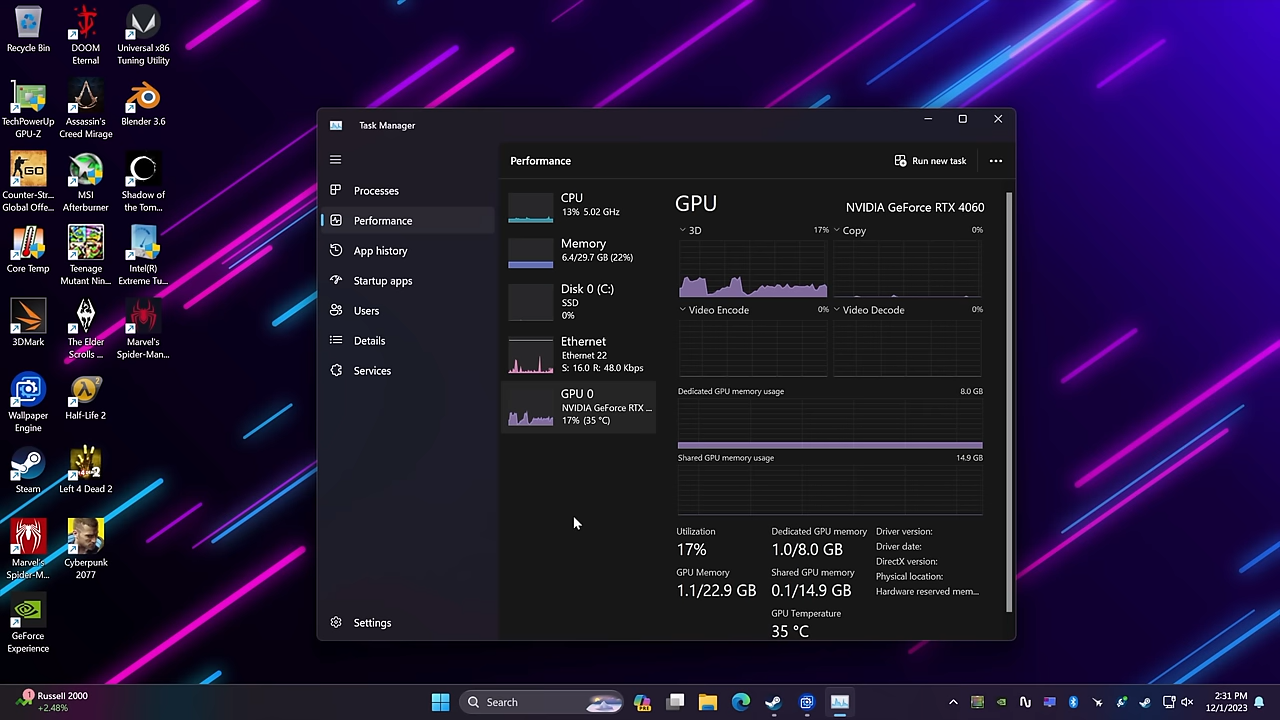 Recycle Bin
DOOM
Eternal
Universal x86
Tuning Utility
TechPowerUp
GPU-Z
Assassin's
Creed Mirage
Blender 3.6
GO
Counter-Str...
Global Offe...
MSI
Afterburner
Shadow of
the Tom...
Core Temp
Teenage
Mutant Nin...
Intel(R)
Extreme Tu...
3DMark
The Elder
Scrolls ...
Marvel's
Spider-Man...
Wallpaper
Engine
Half-Life 2
Steam
Left 4 Dead 2
Marvel's
Spider-M...
Cyberpunk
2077
GeForce
Experience
Task Manager
Processes
Performance
App history
Startup apps
Users
Details
Services
Settings
Performance
Run new task
CPU
13% 5.02 GHz
Memory
6.4/29.7 GB (22%)
Disk 0 (C:)
SSD
0%
Ethernet
Ethernet 22
S: 16.0 R: 48.0 Kbps
GPU 0
NVIDIA GeForce RTX ...
17% (35 °C)
GPU
NVIDIA GeForce RTX 4060
3D 17%
Copy 0%
Video Encode 0%
Video Decode 0%
Dedicated GPU memory usage 8.0 GB
Shared GPU memory usage 14.9 GB
Utilization
17%
Dedicated GPU memory
1.0/8.0 GB
GPU Memory
1.1/22.9 GB
Shared GPU memory
0.1/14.9 GB
GPU Temperature
35 °C
Driver version:
Driver date:
DirectX version:
Physical location:
Hardware reserved mem...
1
Russell 2000
+2.48%
Search
2:31 PM
12/1/2023